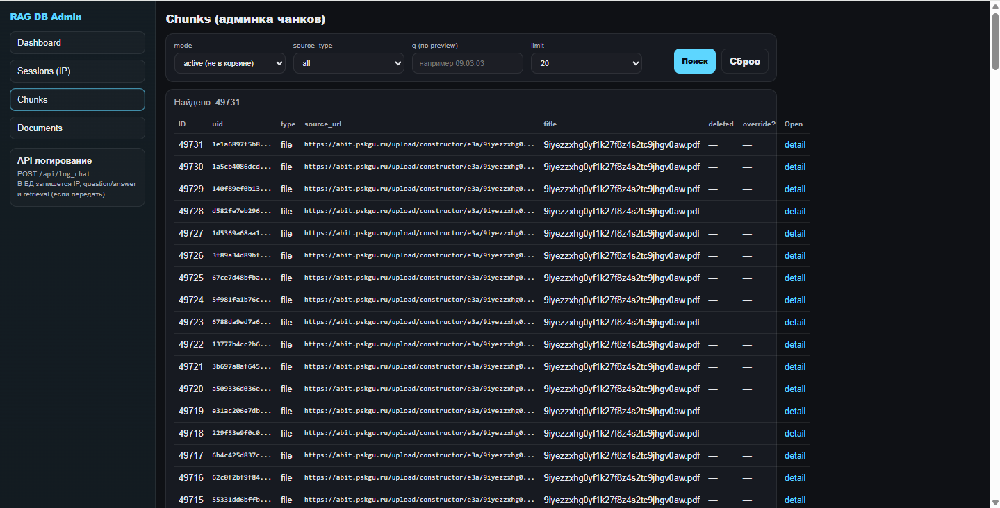 RAG DB Admin
Dashboard
Sessions (IP)
Chunks
Documents
API логирование
POST /api/log_chat
В БД запишется IP, question/answer
и retrieval (если передать).
Chunks (админка чанков)
mode source_type q (по preview) limit
active (не в корзине) all например 09.03.03 20 Поиск Сброс
Найдено: 49731
ID uid type source_url title deleted override? Open
49731 1e1a6897f5b8... file https://abit.pskgu.ru/upload/constructor/e3a/9iyezzxhg0... 9iyezzxhg0yf1k27f8z4s2tc9jhgv0aw.pdf — — detail
49730 1a5cb4086dcd... file https://abit.pskgu.ru/upload/constructor/e3a/9iyezzxhg0... 9iyezzxhg0yf1k27f8z4s2tc9jhgv0aw.pdf — — detail
49729 140f89ef0b13... file https://abit.pskgu.ru/upload/constructor/e3a/9iyezzxhg0... 9iyezzxhg0yf1k27f8z4s2tc9jhgv0aw.pdf — — detail
49728 d582fe7eb296... file https://abit.pskgu.ru/upload/constructor/e3a/9iyezzxhg0... 9iyezzxhg0yf1k27f8z4s2tc9jhgv0aw.pdf — — detail
49727 1d5369a68aa1... file https://abit.pskgu.ru/upload/constructor/e3a/9iyezzxhg0... 9iyezzxhg0yf1k27f8z4s2tc9jhgv0aw.pdf — — detail
49726 3f89a34d89bf... file https://abit.pskgu.ru/upload/constructor/e3a/9iyezzxhg0... 9iyezzxhg0yf1k27f8z4s2tc9jhgv0aw.pdf — — detail
49725 67ce7d48bfba... file https://abit.pskgu.ru/upload/constructor/e3a/9iyezzxhg0... 9iyezzxhg0yf1k27f8z4s2tc9jhgv0aw.pdf — — detail
49724 5f981fa1b76c... file https://abit.pskgu.ru/upload/constructor/e3a/9iyezzxhg0... 9iyezzxhg0yf1k27f8z4s2tc9jhgv0aw.pdf — — detail
49723 6788da9ed7a6... file https://abit.pskgu.ru/upload/constructor/e3a/9iyezzxhg0... 9iyezzxhg0yf1k27f8z4s2tc9jhgv0aw.pdf — — detail
49722 13777b4cc2b6... file https://abit.pskgu.ru/upload/constructor/e3a/9iyezzxhg0... 9iyezzxhg0yf1k27f8z4s2tc9jhgv0aw.pdf — — detail
49721 3b697a8af645... file https://abit.pskgu.ru/upload/constructor/e3a/9iyezzxhg0... 9iyezzxhg0yf1k27f8z4s2tc9jhgv0aw.pdf — — detail
49720 a509336d036e... file https://abit.pskgu.ru/upload/constructor/e3a/9iyezzxhg0... 9iyezzxhg0yf1k27f8z4s2tc9jhgv0aw.pdf — — detail
49719 e31ac206e7db... file https://abit.pskgu.ru/upload/constructor/e3a/9iyezzxhg0... 9iyezzxhg0yf1k27f8z4s2tc9jhgv0aw.pdf — — detail
49718 229f53e9f0c0... file https://abit.pskgu.ru/upload/constructor/e3a/9iyezzxhg0... 9iyezzxhg0yf1k27f8z4s2tc9jhgv0aw.pdf — — detail
49717 6b4c425d837c... file https://abit.pskgu.ru/upload/constructor/e3a/9iyezzxhg0... 9iyezzxhg0yf1k27f8z4s2tc9jhgv0aw.pdf — — detail
49716 62c0f2bf9f84... file https://abit.pskgu.ru/upload/constructor/e3a/9iyezzxhg0... 9iyezzxhg0yf1k27f8z4s2tc9jhgv0aw.pdf — — detail
49715 55331dd6bffb... file https://abit.pskgu.ru/upload/constructor/e3a/9iyezzxhg0... 9iyezzxhg0yf1k27f8z4s2tc9jhgv0aw.pdf — — detail